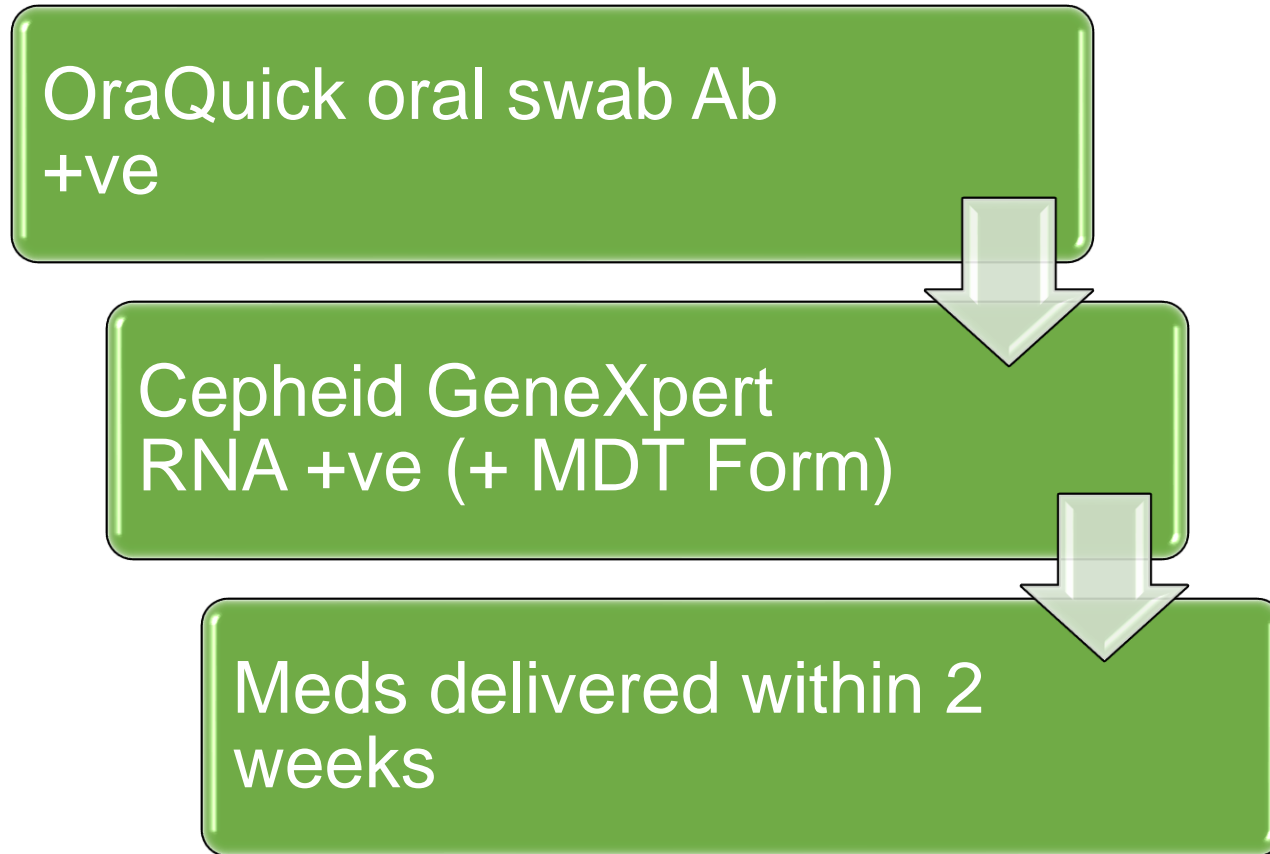 OraQuick oral swab Ab
+ve
Cepheid GeneXpert
RNA +ve (+ MDT Form)
Meds delivered within 2
weeks